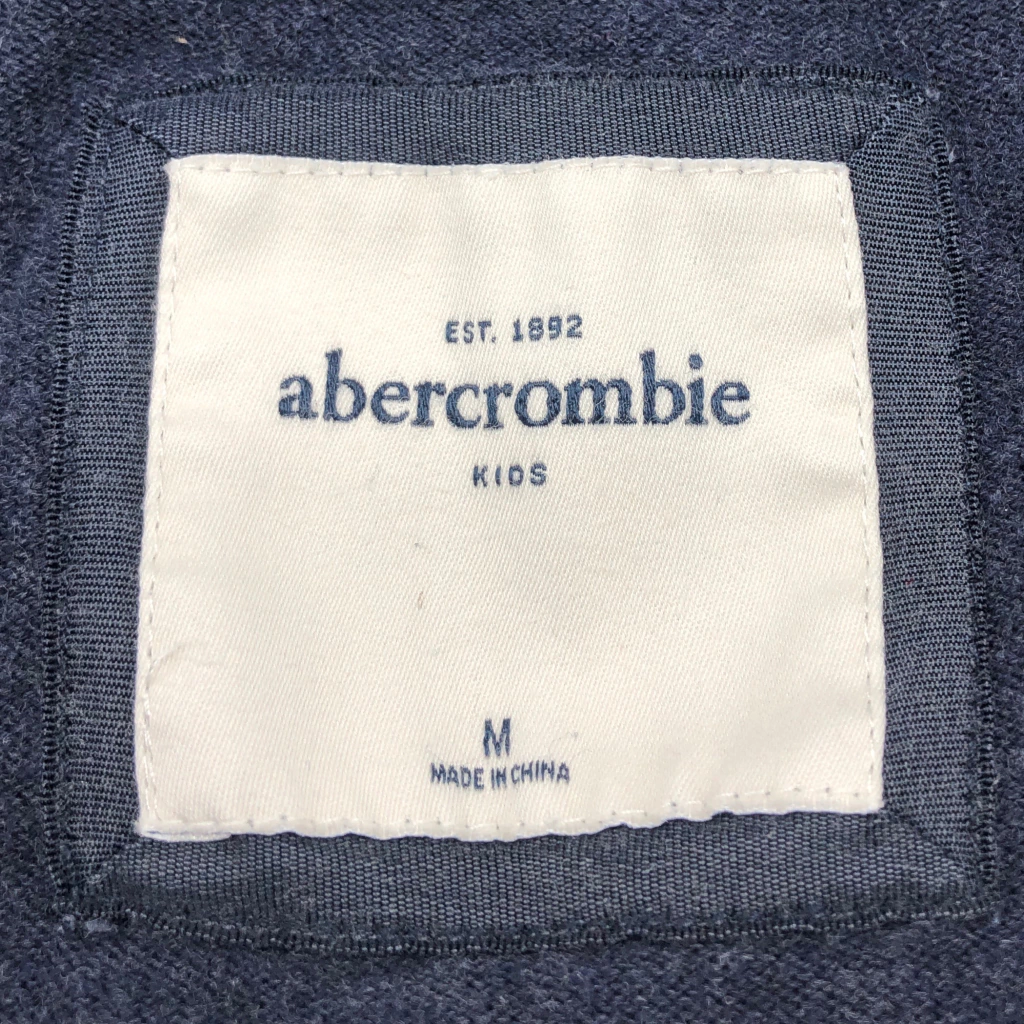 EST. 1892
abercrombie
KIDS
M
MADE IN CHINA